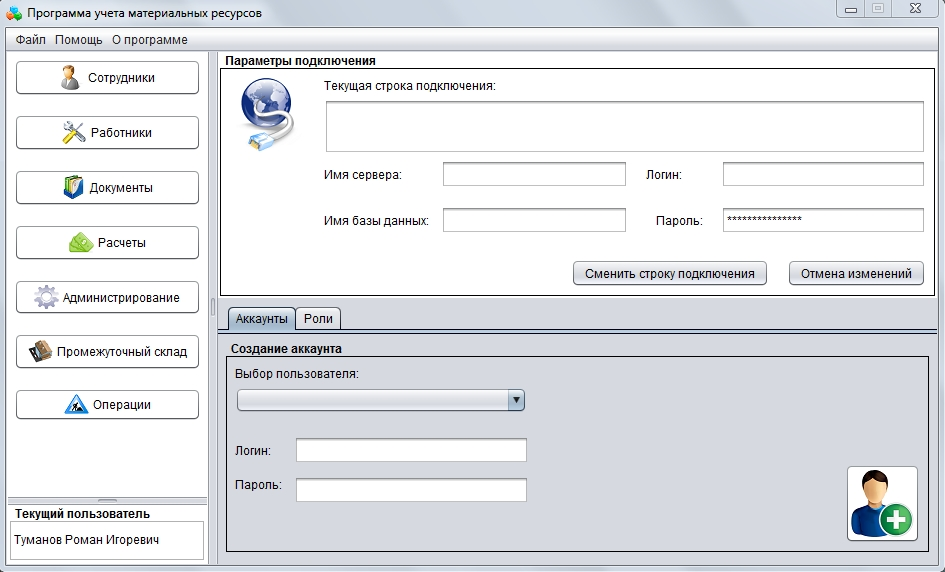 Программа учета материальных ресурсов
Файл Помощь О программе
Сотрудники
Работники
Документы
Расчеты
Администрирование
Промежуточный склад
Операции
Текущий пользователь
Туманов Роман Игоревич
Параметры подключения
Текущая строка подключения:
Имя сервера:
Логин:
Имя базы данных:
Пароль: ***************
Сменить строку подключения
Отмена изменений
Аккаунты Роли
Создание аккаунта
Выбор пользователя:
Логин:
Пароль: